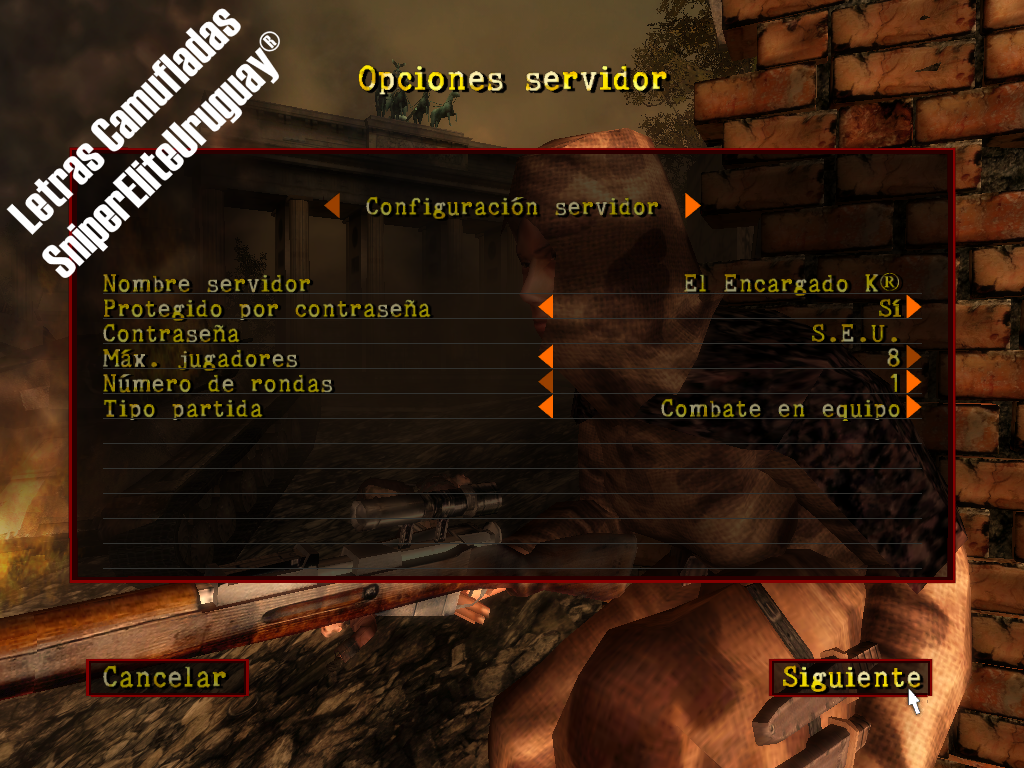 Letras Camufladas
SniperEliteUruguay®
Opciones servidor
Configuración servidor
Nombre servidor El Encargado K®
Protegido por contraseña Sí
Contraseña S.E.U.
Máx. jugadores 8
Número de rondas 1
Tipo partida Combate en equipo
Cancelar Siguiente